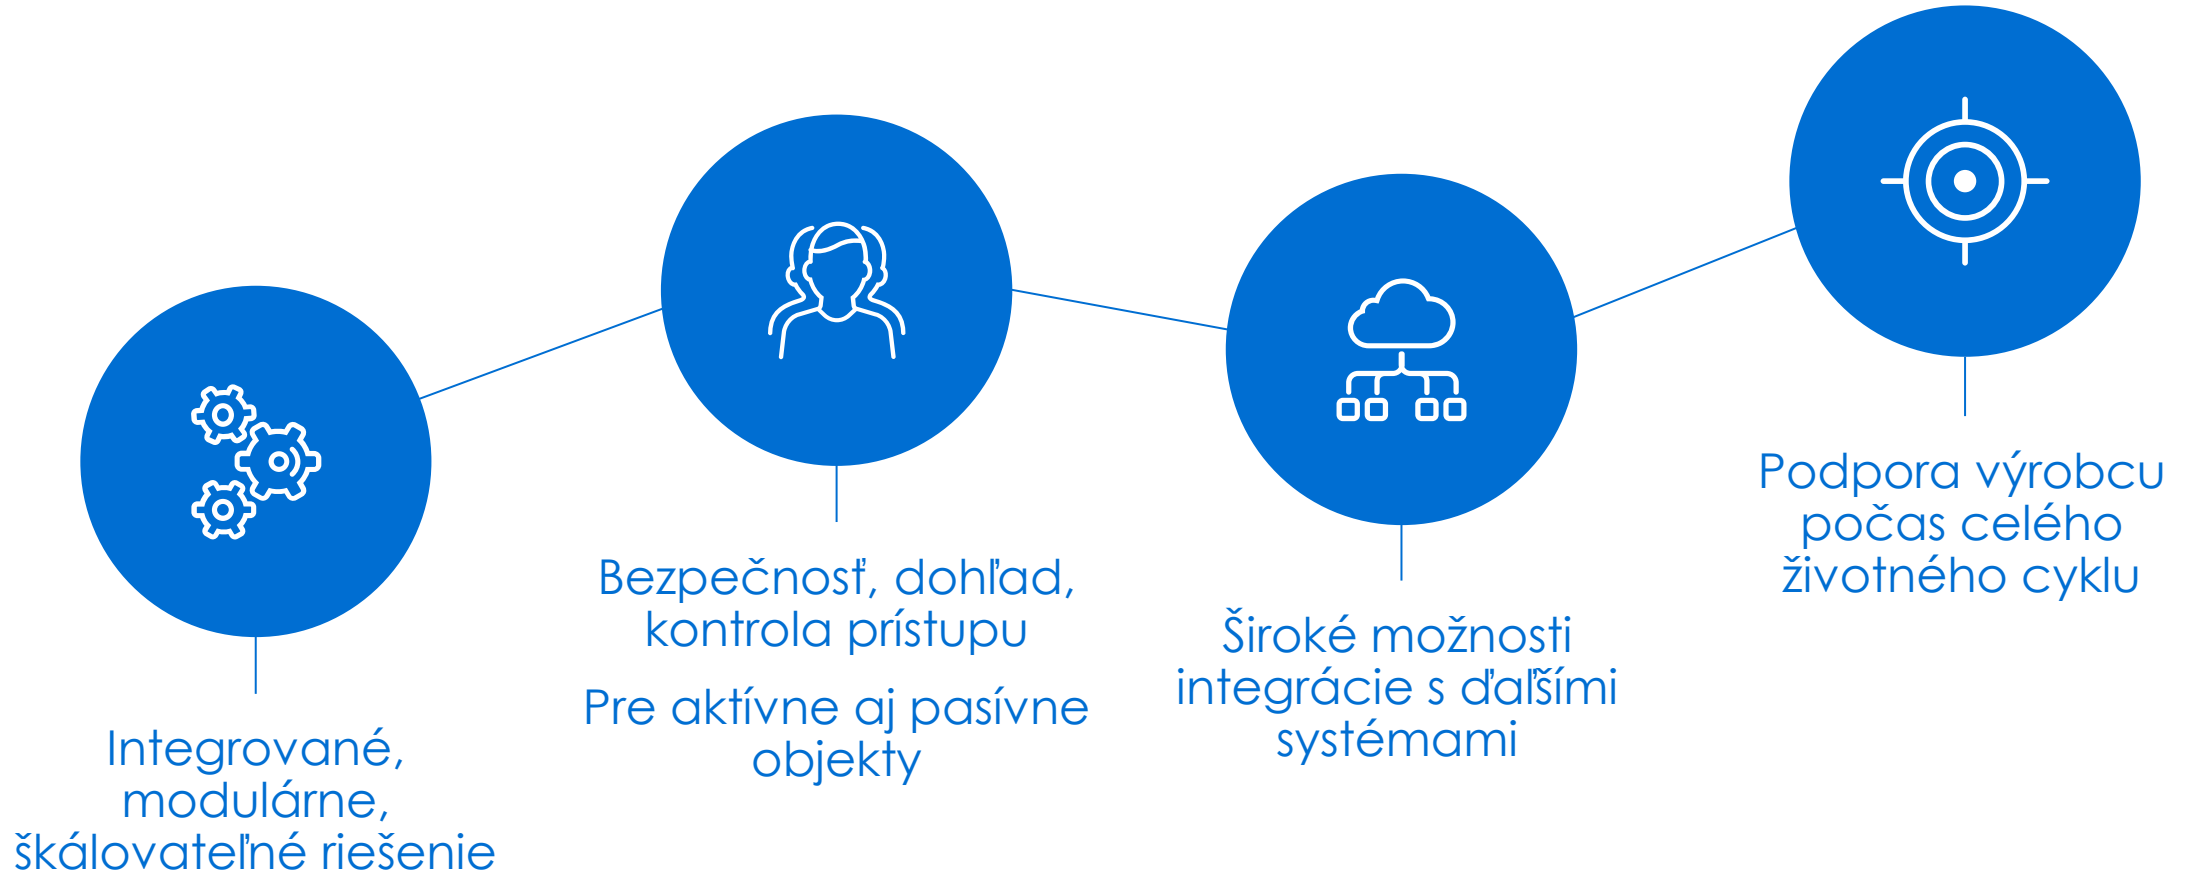 Integrované,
modulárne,
škálovateľné riešenie
Bezpečnosť, dohľad,
kontrola prístupu
Pre aktívne aj pasívne
objekty
Široké možnosti
integrácie s ďaľšími
systémami
Podpora výrobcu
počas celého
životného cyklu